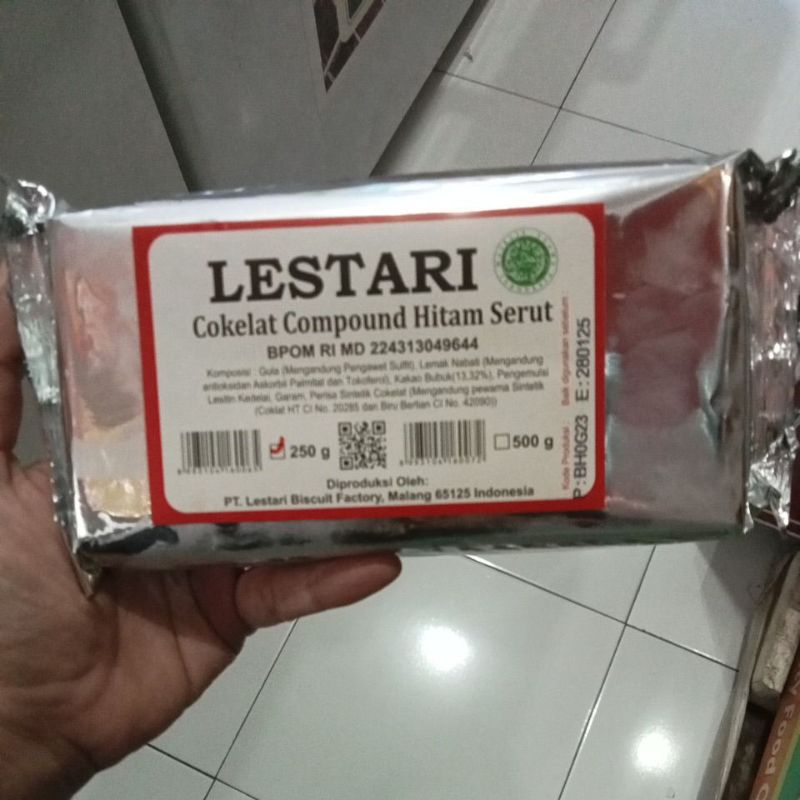 LESTARI
Cokelat Compound Hitam Serut
BPOM RI MD 224313049644
Komposisi : Gula (Mengandung Pengawet Sulfit), Lemak Nabati (Mengandung
antioksidan Askorbil Palmitat dan Tokoferol), Kakao Bubuk(13,32%), Pengemulsi
Lesitin Kedelai, Garam, Perisa Sintetik Cokelat (Mengandung pewarna Sintetik
(Coklat HT CI No. 20285 dan Biru Berlian CI No. 42090))
250 g
500 g
Diproduksi Oleh:
PT. Lestari Biscuit Factory, Malang 65125 Indonesia
Kode Produksi : Baik digunakan sebelum :
P : BH0G23 E : 280125
Food